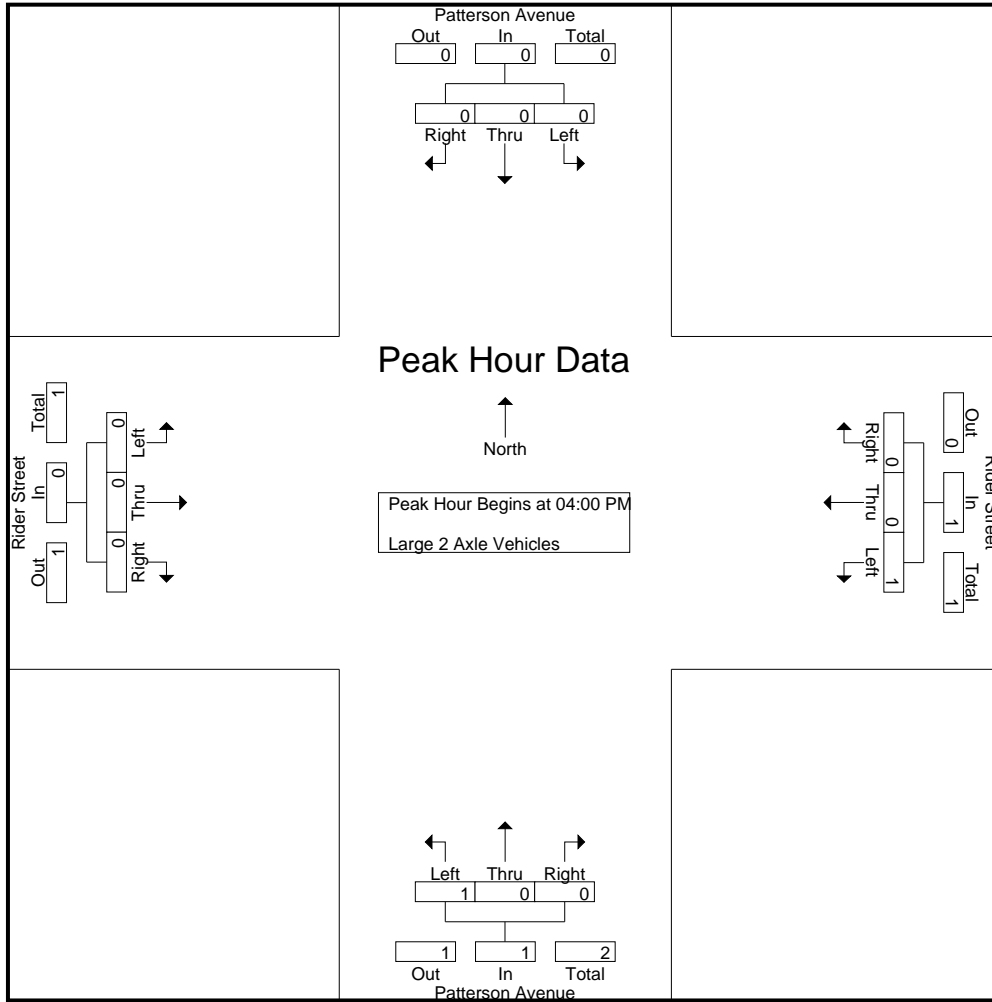 Patterson Avenue
Out In Total
0 0 0
0 0 0
Right Thru Left
Peak Hour Data
North
Peak Hour Begins at 04:00 PM
Large 2 Axle Vehicles
Rider Street
Total In Out
1 0 1
0 0 0
Left Thru Right
Rider Street
Out In Total
0 1 1
0 0 1
Right Thru Left
Left Thru Right
1 0 0
1 1 2
Out In Total
Patterson Avenue